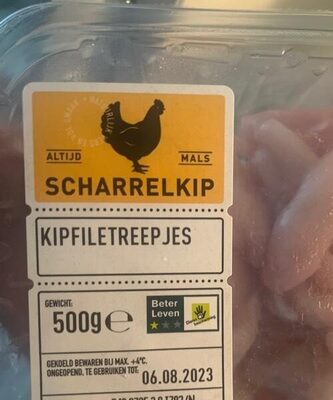 ALTIJD MALS
SCHARRELKIP
KIPFILETREEPJES
GEWICHT:
500g e
Beter
Leven
GEKOELD BEWAREN BIJ MAX. +4°C.
ONGEOPEND, TE GEBRUIKEN TOT: 06.08.2023